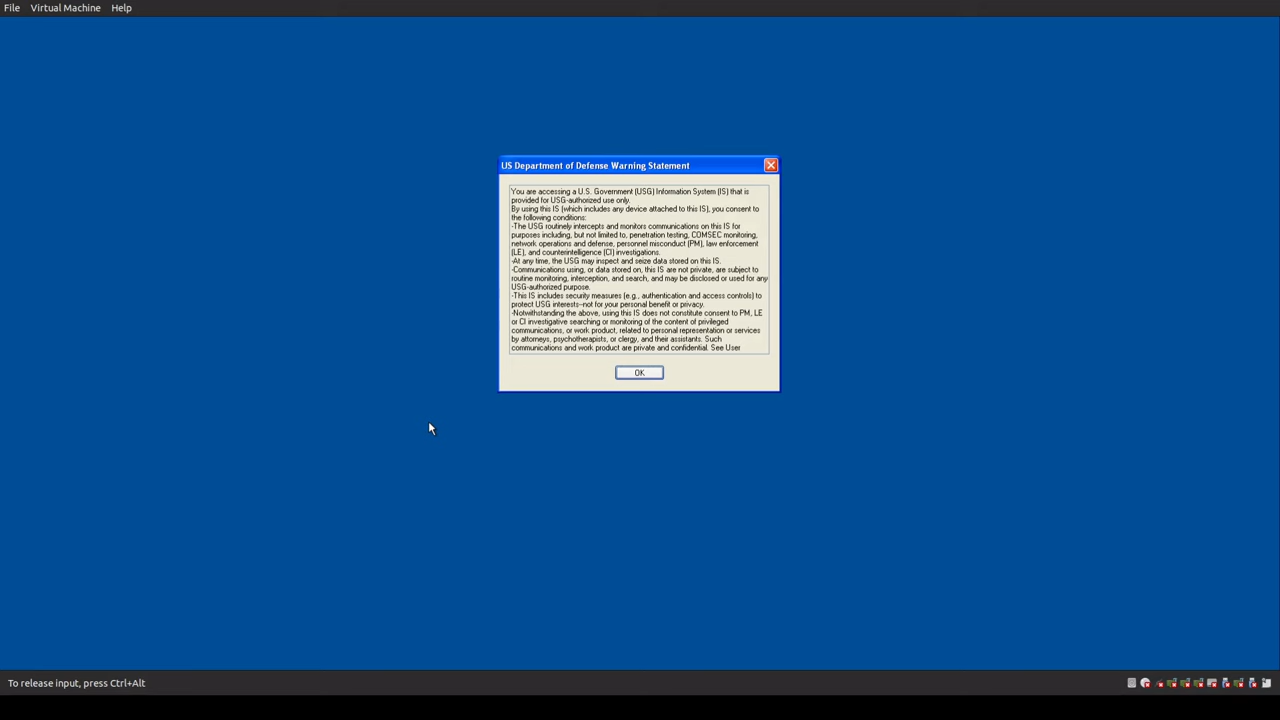 File Virtual Machine Help
US Department of Defense Warning Statement
You are accessing a U.S. Government (USG) Information System (IS) that is
provided for USG-authorized use only.
By using this IS (which includes any device attached to this IS), you consent to
the following conditions:
-The USG routinely intercepts and monitors communications on this IS for
purposes including, but not limited to, penetration testing, COMSEC monitoring,
network operations and defense, personnel misconduct (PM), law enforcement
(LE), and counterintelligence (CI) investigations.
-At any time, the USG may inspect and seize data stored on this IS.
-Communications using, or data stored on, this IS are not private, are subject to
routine monitoring, interception, and search, and may be disclosed or used for any
USG-authorized purpose.
-This IS includes security measures (e.g., authentication and access controls) to
protect USG interests--not for your personal benefit or privacy.
-Notwithstanding the above, using this IS does not constitute consent to PM, LE
or CI investigative searching or monitoring of the content of privileged
communications, or work product, related to personal representation or services
by attorneys, psychotherapists, or clergy, and their assistants. Such
communications and work product are private and confidential. See User
OK
To release input, press Ctrl+Alt